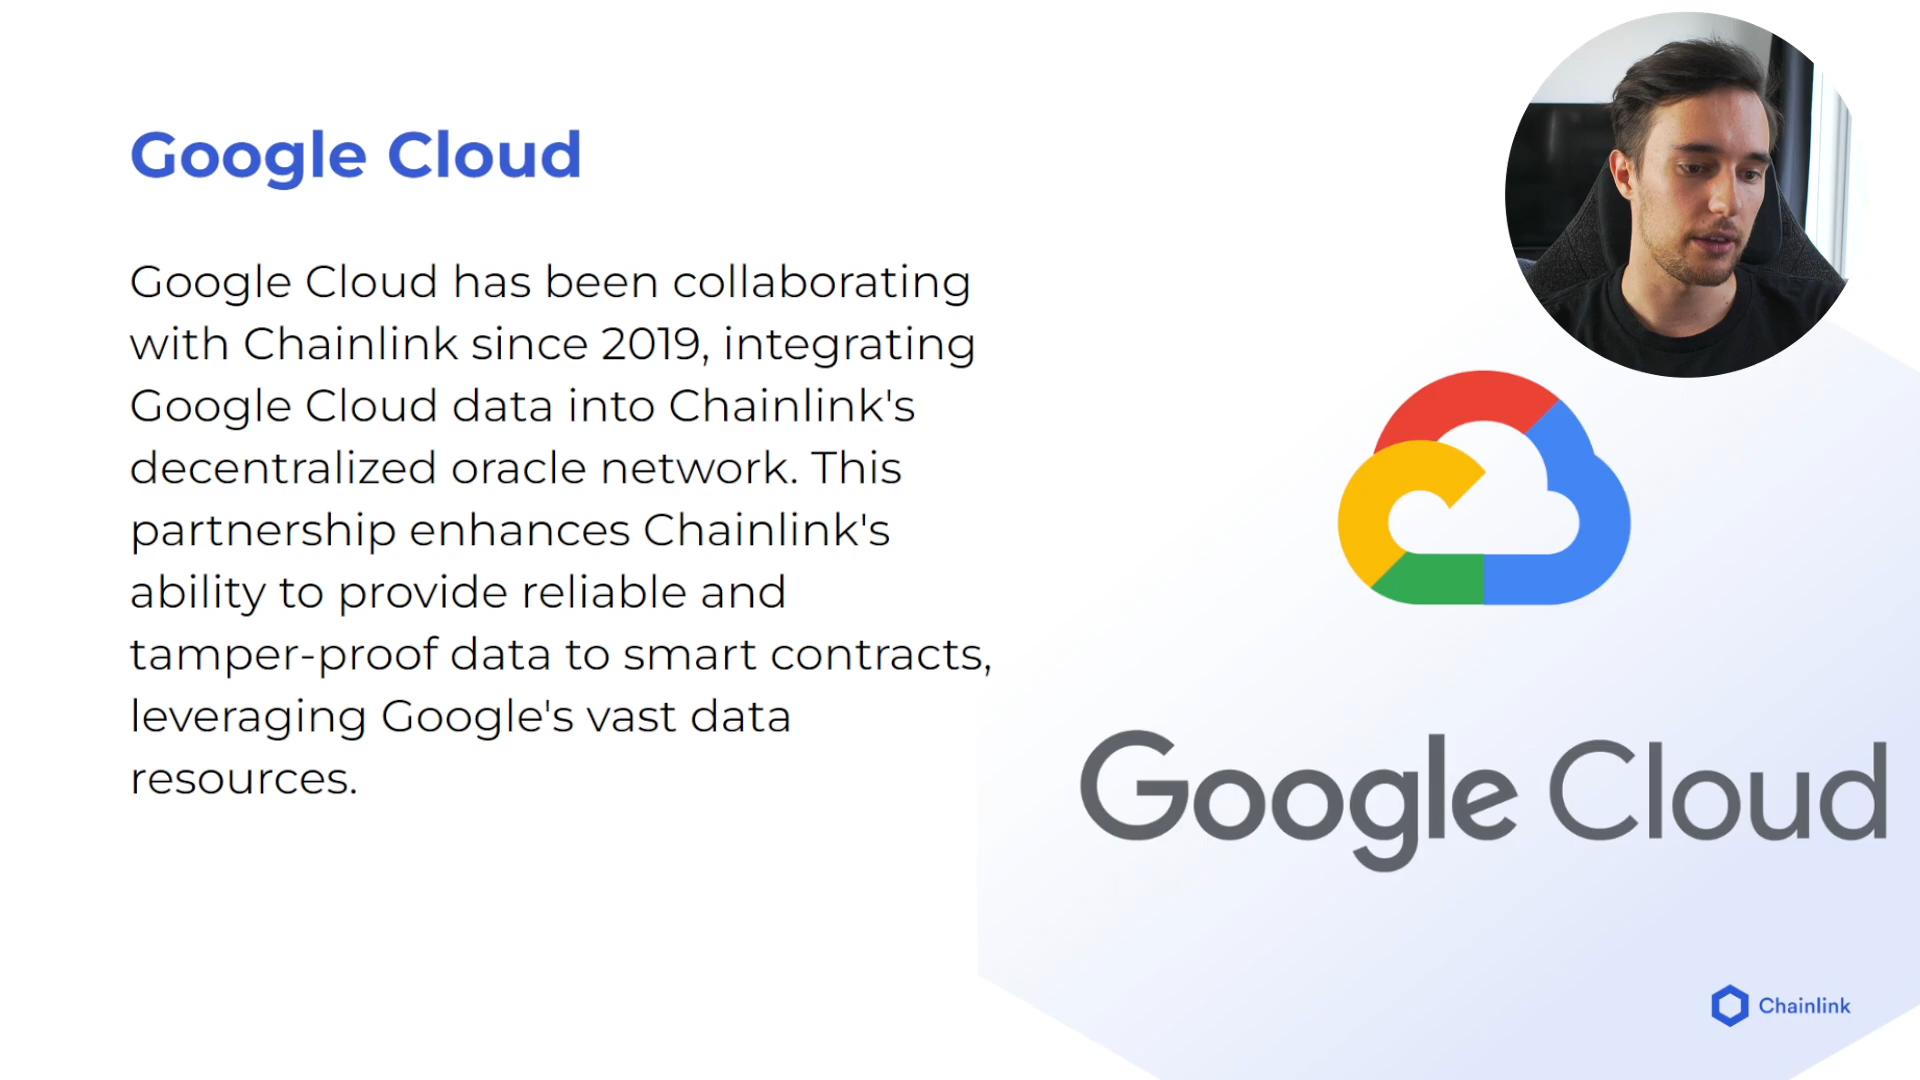 Google Cloud
Google Cloud has been collaborating
with Chainlink since 2019, integrating
Google Cloud data into Chainlink's
decentralized oracle network. This
partnership enhances Chainlink's
ability to provide reliable and
tamper-proof data to smart contracts,
leveraging Google's vast data
resources.
Google Cloud
Chainlink